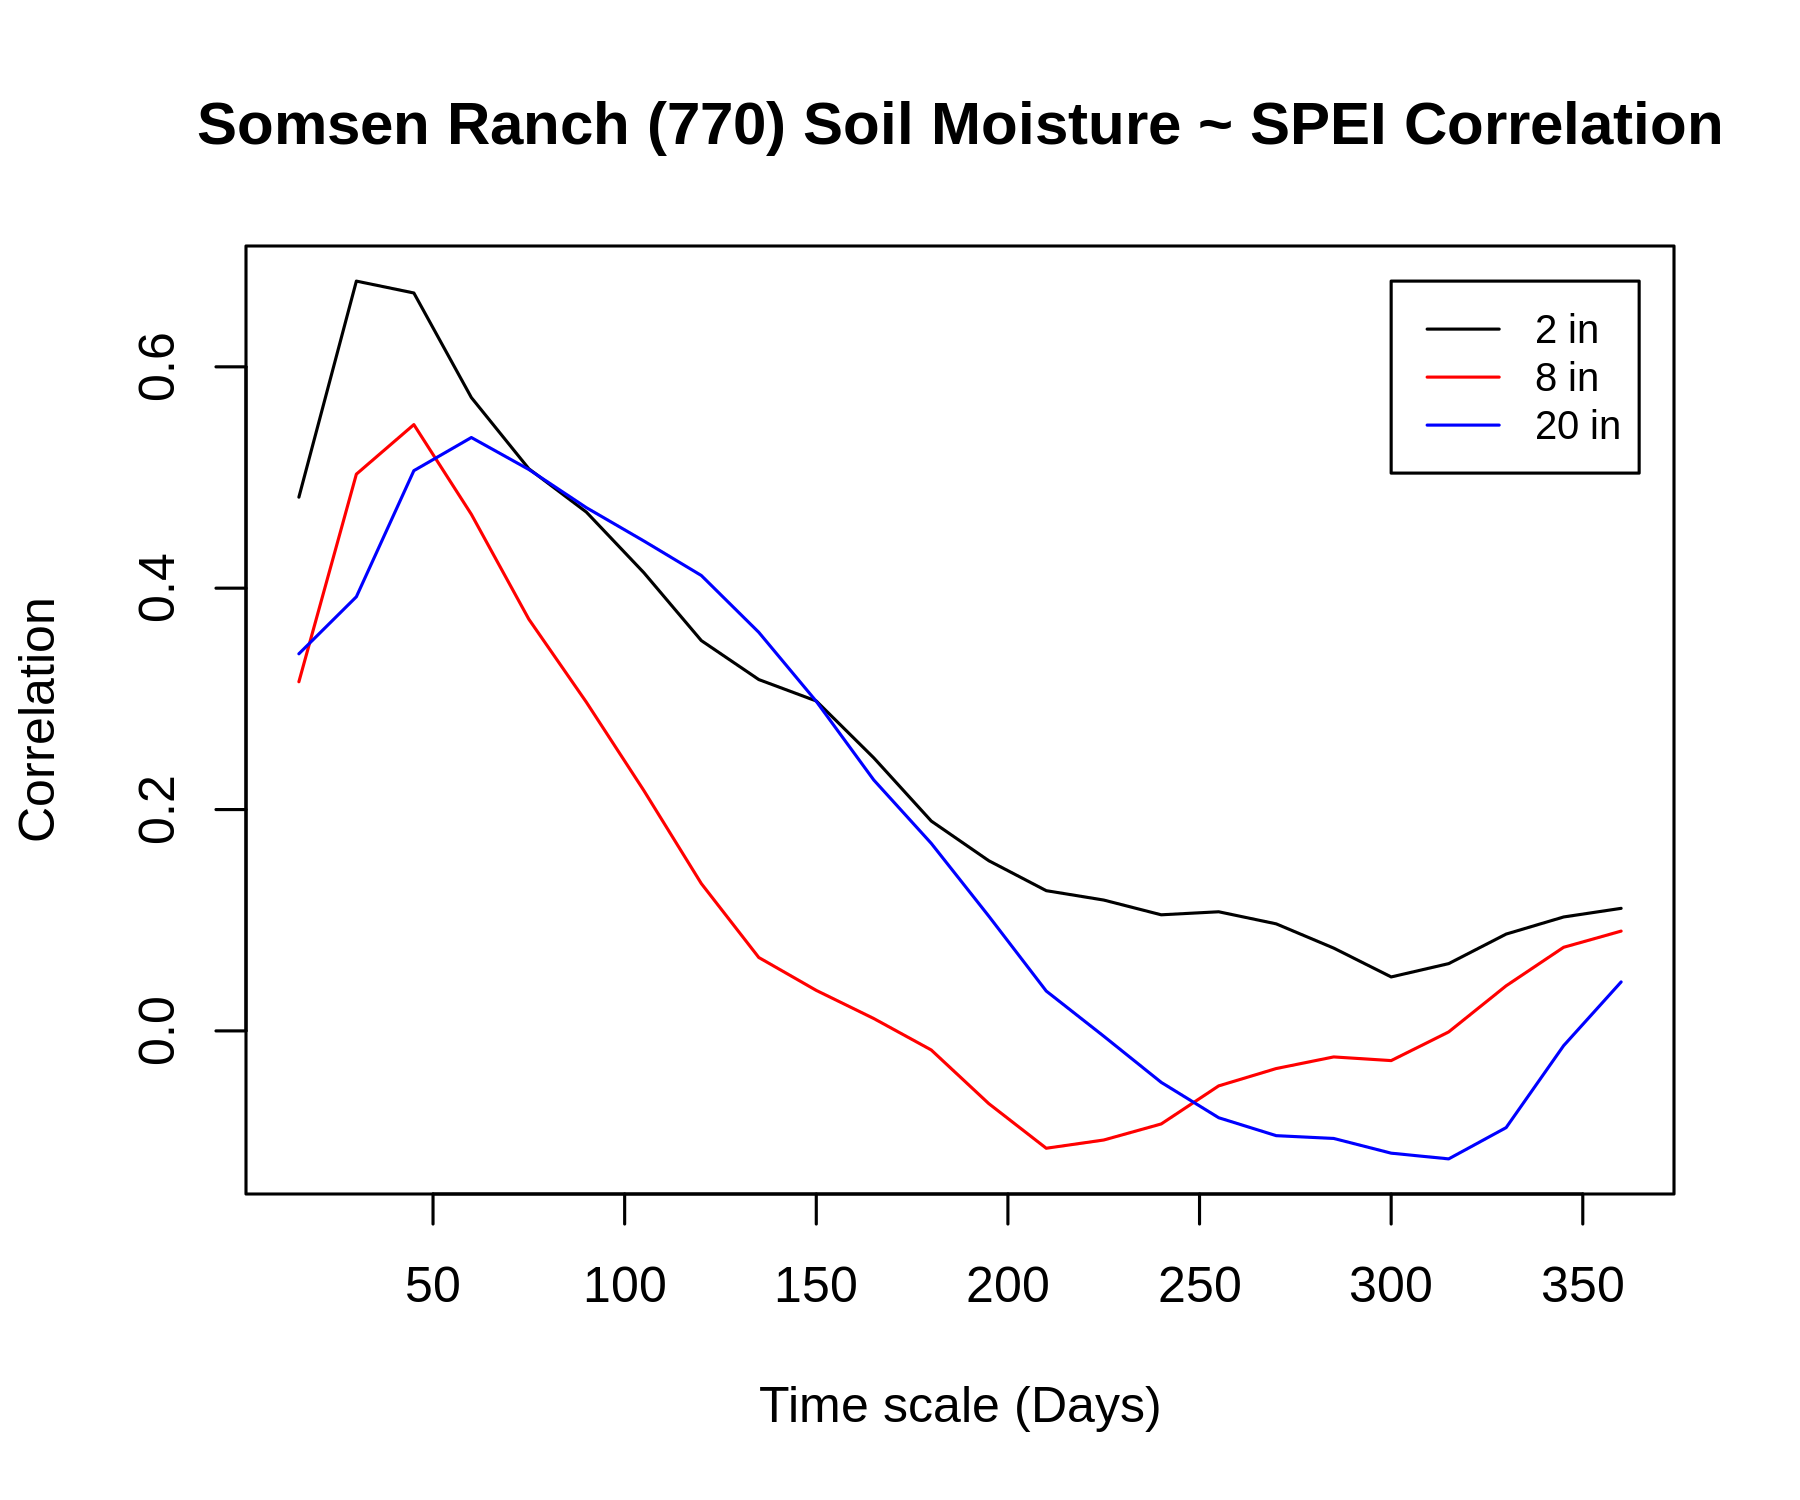 Somsen Ranch (770) Soil Moisture ~ SPEI Correlation
2 in
8 in
20 in
Correlation
0.6
0.4
0.2
0.0
50 100 150 200 250 300 350
Time scale (Days)